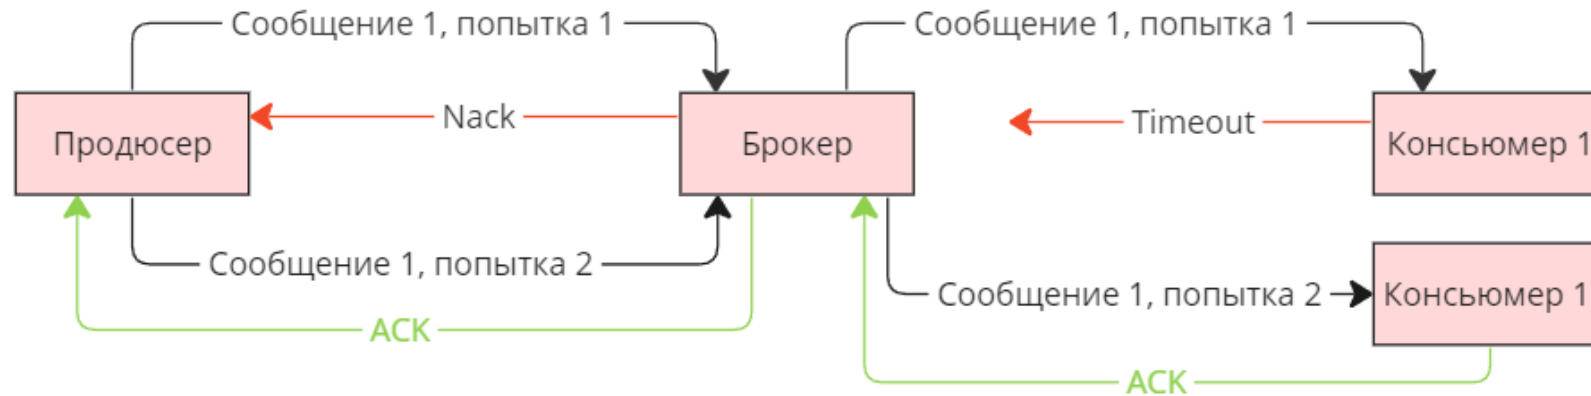 Сообщение 1, попытка 1
Сообщение 1, попытка 1
Nack
Timeout
Продюсер
Брокер
Консьюмер 1
Сообщение 1, попытка 2
Сообщение 1, попытка 2
Консьюмер 1
ACK
ACK